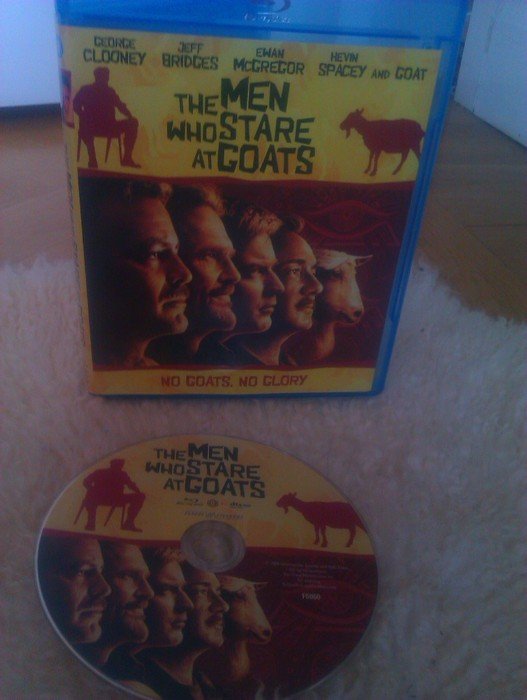 GEORGE CLOONEY
JEFF BRIDGES
EWAN McGREGOR
KEVIN SPACEY AND GOAT
THE MEN
WHO STARE
AT GOATS
NO GOATS. NO GLORY
THE MEN
WHO STARE
AT GOATS